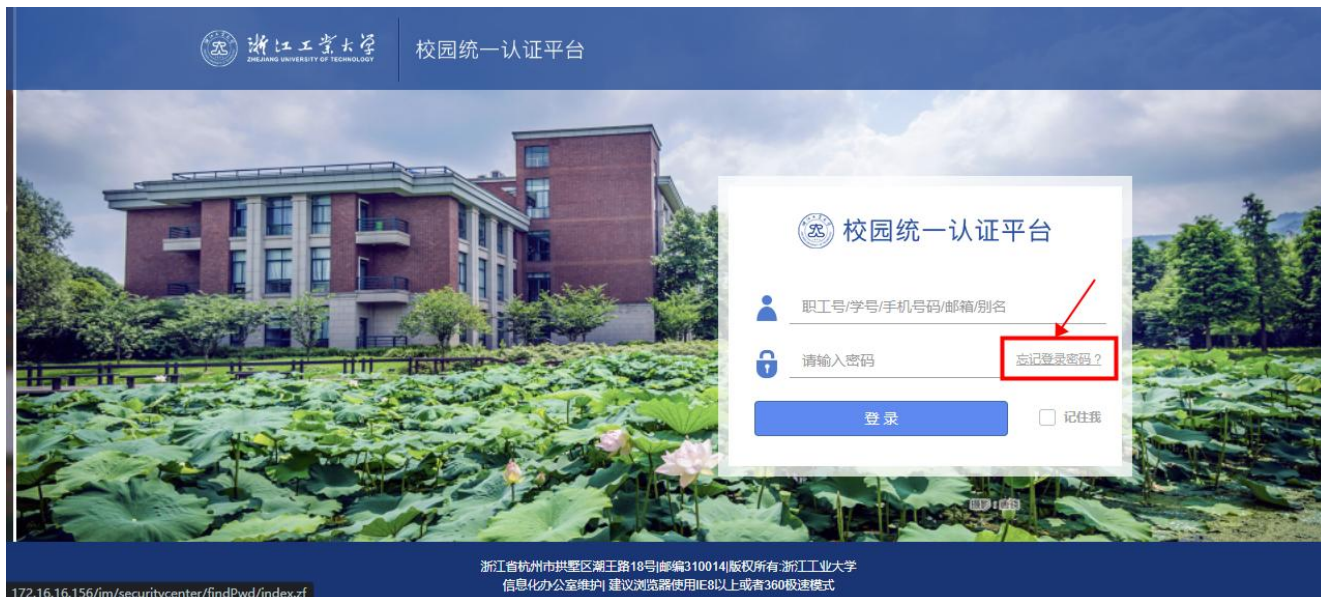 浙江工业大学
ZHEJIANG UNIVERSITY OF TECHNOLOGY
校园统一认证平台
校园统一认证平台
职工号/学号/手机号码/邮箱/别名
请输入密码
忘记登录密码？
登 录
记住我
浙江省杭州市拱墅区潮王路18号|邮编310014|版权所有:浙江工业大学
信息化办公室维护| 建议浏览器使用IE8以上或者360极速模式
172.16.16.156/im/securitycenter/findPwd/index.zf